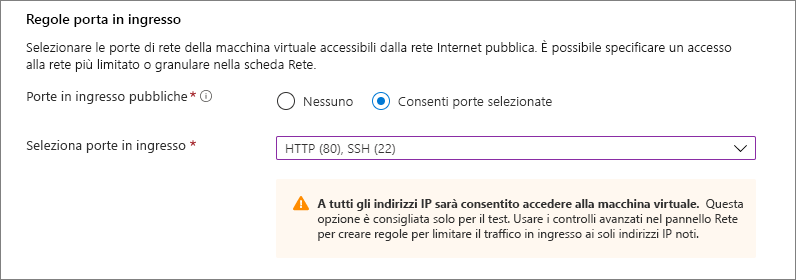 Regole porta in ingresso
Selezionare le porte di rete della macchina virtuale accessibili dalla rete Internet pubblica. È possibile specificare un accesso
alla rete più limitato o granulare nella scheda Rete.
Porte in ingresso pubbliche * Nessuno Consenti porte selezionate
Seleziona porte in ingresso * HTTP (80), SSH (22)
A tutti gli indirizzi IP sarà consentito accedere alla macchina virtuale. Questa
opzione è consigliata solo per il test. Usare i controlli avanzati nel pannello Rete
per creare regole per limitare il traffico in ingresso ai soli indirizzi IP noti.